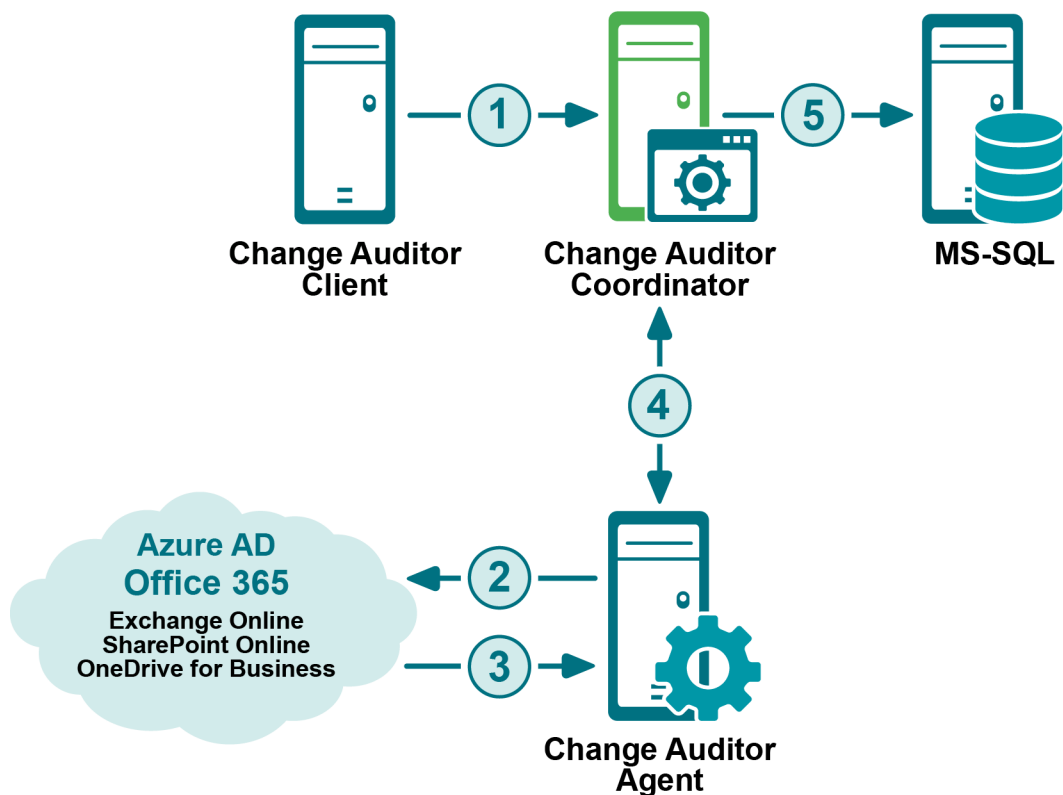 1
5
Change Auditor
Client
Change Auditor
Coordinator
MS-SQL
4
Azure AD
Office 365
Exchange Online
SharePoint Online
OneDrive for Business
2
3
Change Auditor
Agent